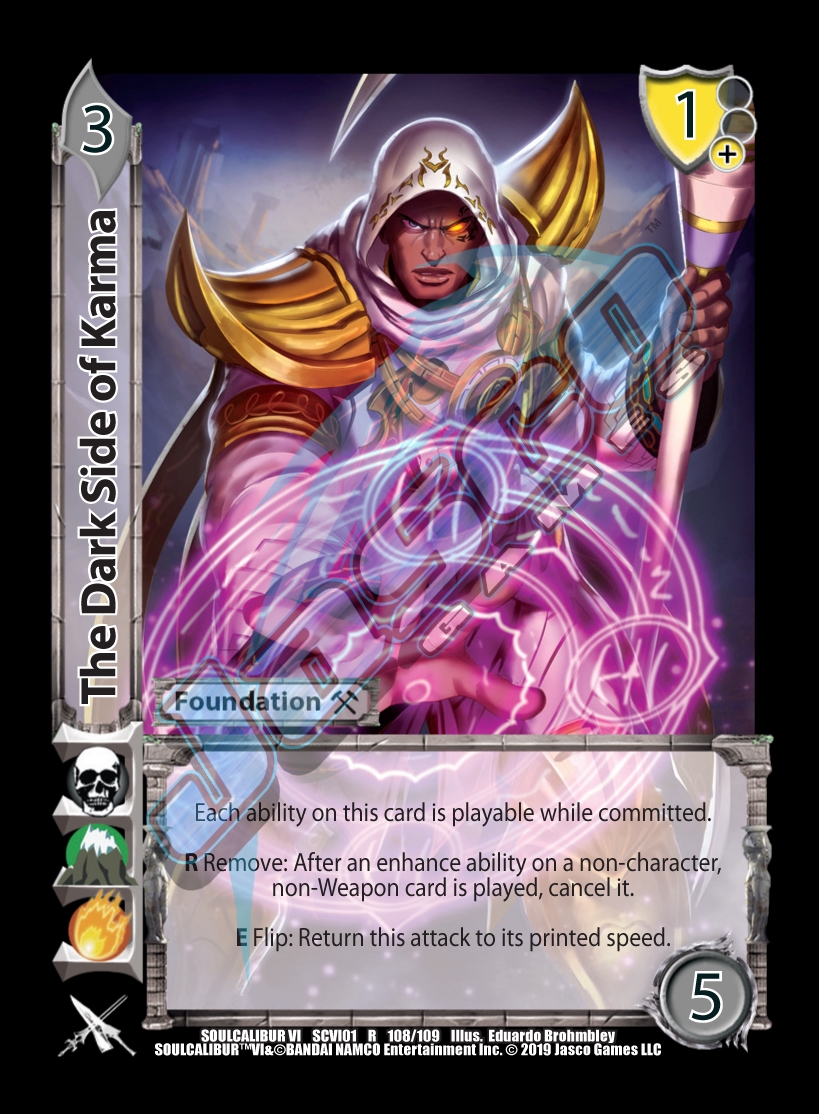 3
1
+
The Dark Side of Karma
TM
JASCO
GAMES
Foundation
Each ability on this card is playable while committed.
R Remove: After an enhance ability on a non-character,
non-Weapon card is played, cancel it.
E Flip: Return this attack to its printed speed.
5
SOULCALIBUR VI SCVI01 R 108/109 Illus. Eduardo Brohmbley
SOULCALIBUR™VI&©BANDAI NAMCO Entertainment Inc. © 2019 Jasco Games LLC